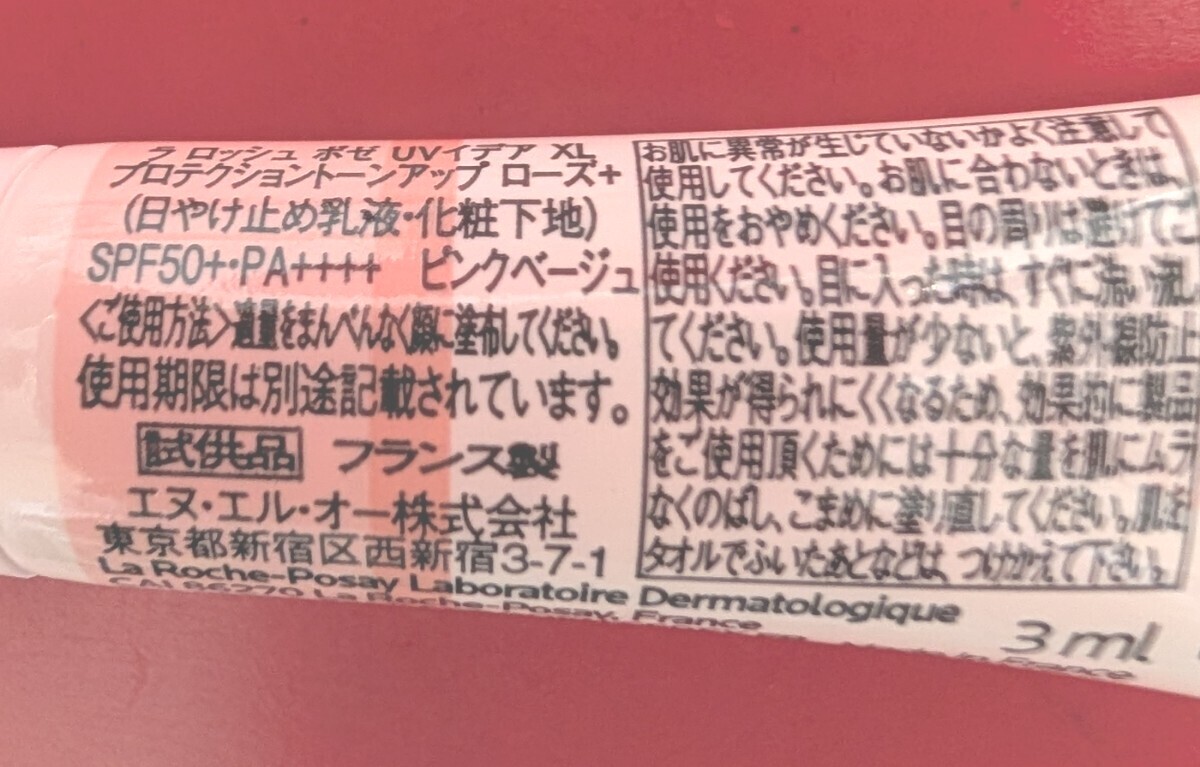 ラ ロッシュ ポゼ UVイデア XL
プロテクショントーンアップ ローズ+
(日やけ止め乳液・化粧下地)
SPF50+・PA++++ ピンクベージュ
〈ご使用方法〉適量をまんべんなく顔に塗布してください。
使用期限は別途記載されています。
試供品 フランス製
エヌ・エル・オー株式会社
東京都新宿区西新宿3-7-1
La Roche-Posay Laboratoire Dermatologique
86270 La Roche-Posay, France
in France
3 ml
お肌に異常が生じていないかよく注意して
使用してください。お肌に合わないときは、
使用をおやめください。目の周りは避けてご
使用ください。目に入った時は、すぐに洗い流し
てください。使用量が少ないと、紫外線防止
効果が得られにくくなるため、効果的に製品
をご使用頂くためには十分な量を肌にムラ
なくのばし、こまめに塗り直してください。肌を
タオルでふいたあとなどは、つけかえて下さい。